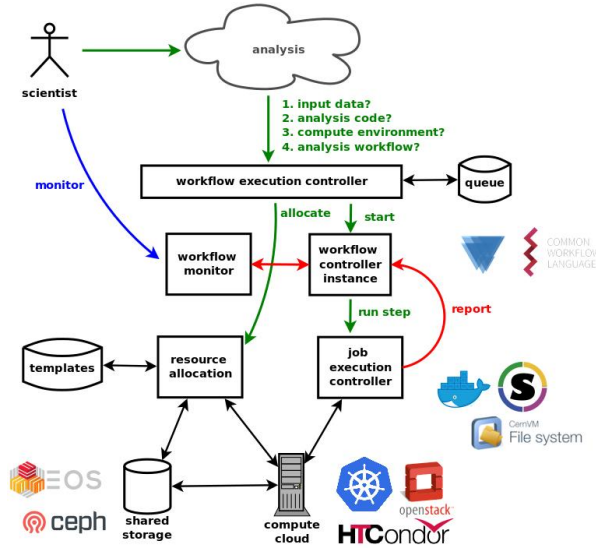 analysis
scientist
1. input data?
2. analysis code?
3. compute environment?
4. analysis workflow?
workflow execution controller
queue
monitor
allocate
start
workflow
monitor
workflow
controller
instance
COMMON
WORKFLOW
LANGUAGE
run step
report
templates
resource
allocation
job
execution
controller
S
CernVM
File system
EOS
ceph
shared
storage
compute
cloud
openstack
HTCondor